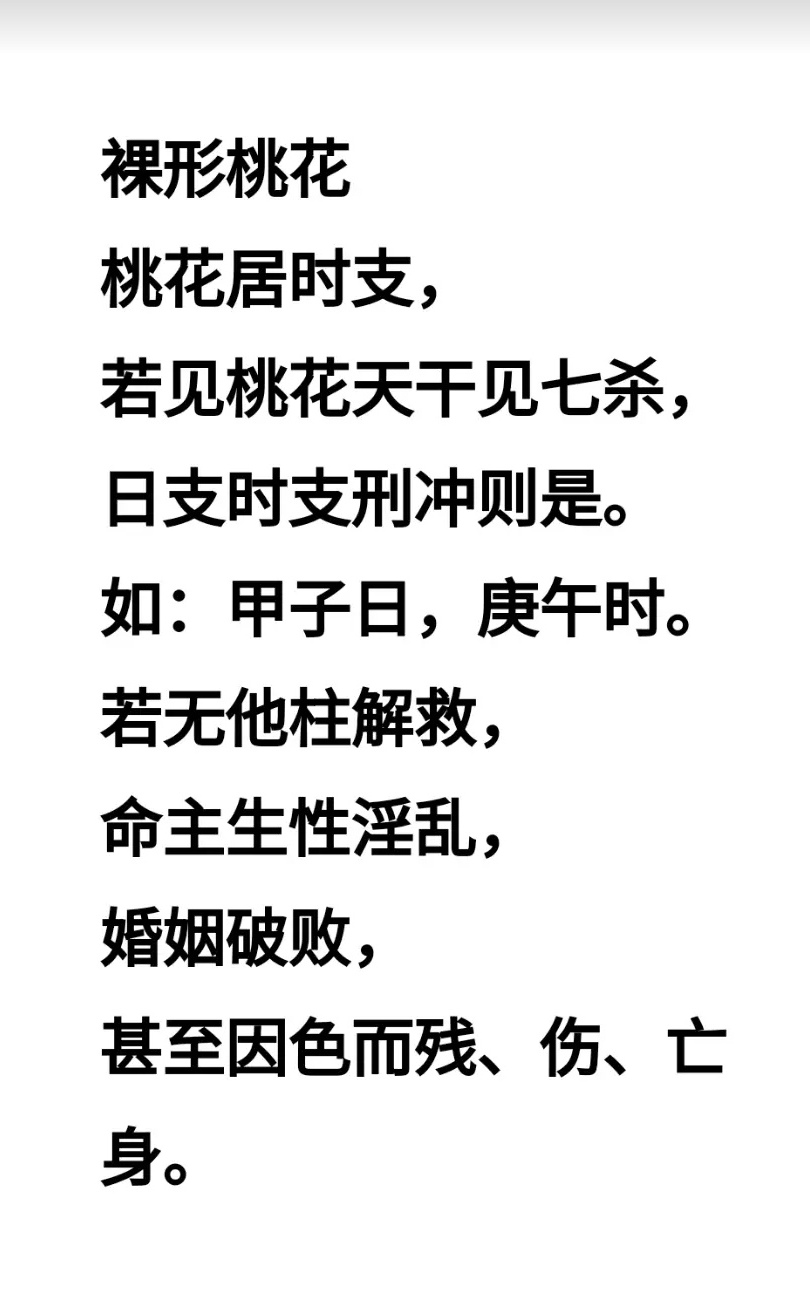 裸形桃花
桃花居时支，
若见桃花天干见七杀，
日支时支刑冲则是。
如：甲子日，庚午时。
若无他柱解救，
命主生性淫乱，
婚姻破败，
甚至因色而残、伤、亡
身。